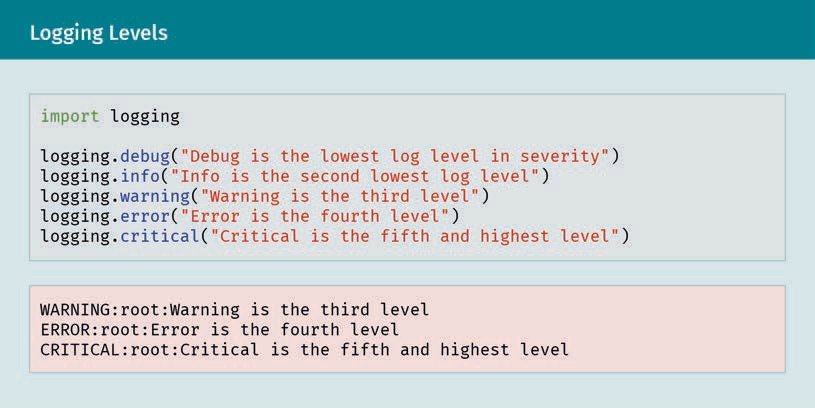 Logging Levels
import logging
logging.debug("Debug is the lowest log level in severity")
logging.info("Info is the second lowest log level")
logging.warning("Warning is the third level")
logging.error("Error is the fourth level")
logging.critical("Critical is the fifth and highest level")
WARNING:root:Warning is the third level
ERROR:root:Error is the fourth level
CRITICAL:root:Critical is the fifth and highest level